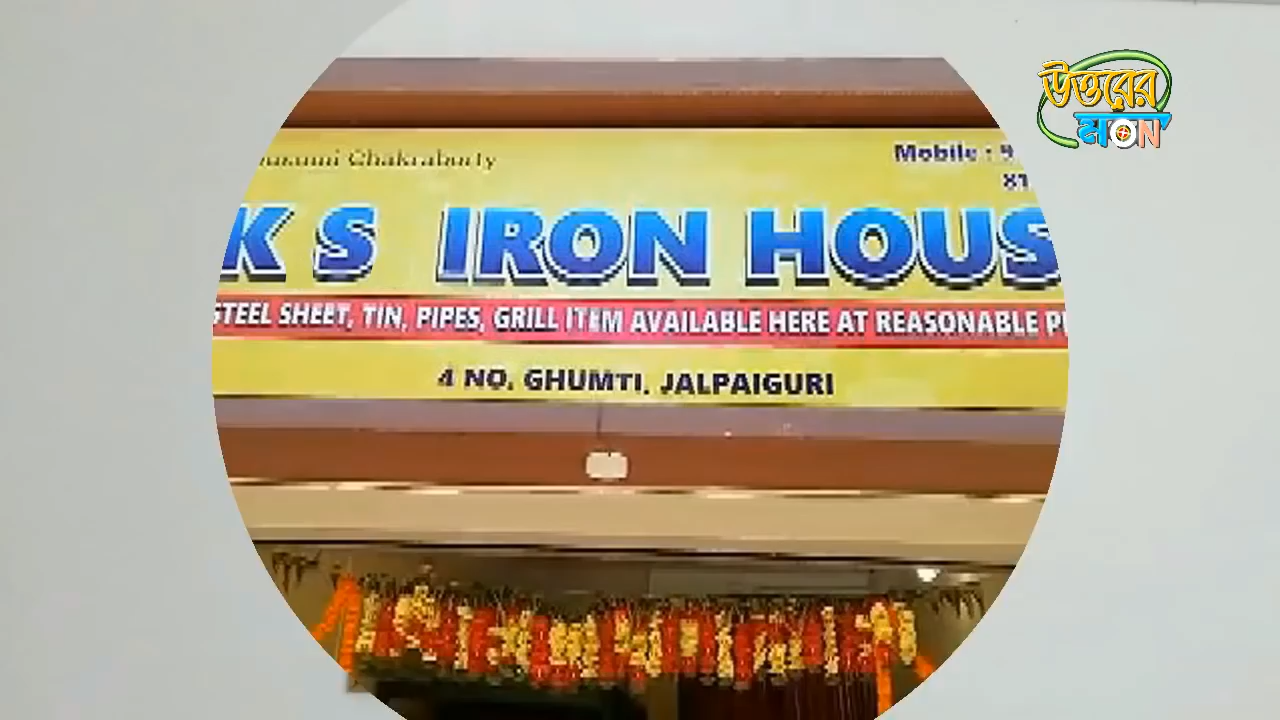 Chakraborty
Mobile : 9
81
K S IRON HOUS
STEEL SHEET, TIN, PIPES, GRILL ITEM AVAILABLE HERE AT REASONABLE
4 NO. GHUMTI. JALPAIGURI
উত্তরের
মন